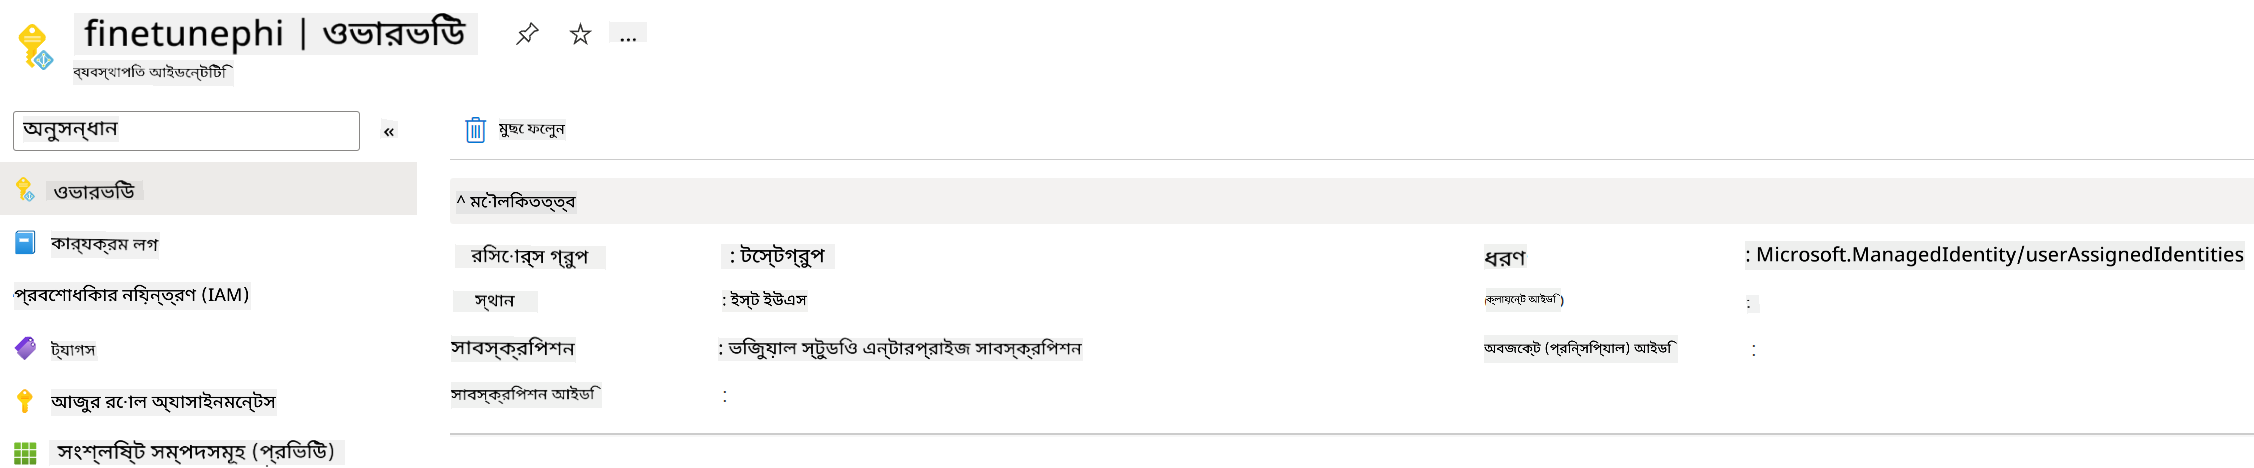 finetunephi | ওভারভিউ
...
ব্যবস্থাপতি আইডেন্টিটি
অনুসন্ধান
«
মুছে ফেলুন
ওভারভিউ
^ মৌলিকতত্ত্ব
কার্যক্রম লগ
রিসোর্স গ্রুপ : টেস্টগ্রুপ
ধরণ : Microsoft.ManagedIdentity/userAssignedIdentities
প্রবেশাধিকার নিয়ন্ত্রণ (IAM)
স্থান : ইস্ট ইউএস
ক্লায়েন্ট আইডি) :
ট্যাগস
সাবস্ক্রিপশন : ভিজুয়াল স্টুডিও এন্টারপ্রাইজ সাবস্ক্রিপশন
অবজেক্ট (প্রিন্সিপ্যাল) আইডি :
সাবস্ক্রিপশন আইডি :
আজুর রোল অ্যাসাইনমেন্টস
সংশ্লিষ্ট সম্পদসমূহ (প্রিভিউ)